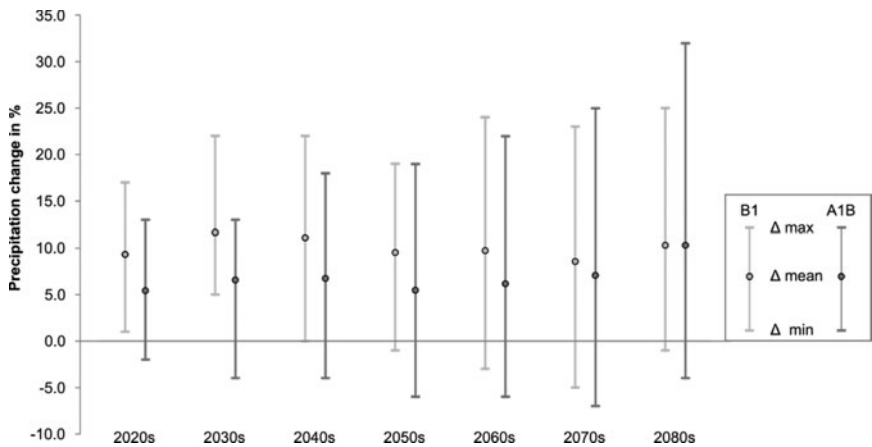 Precipitation change in %
35.0
30.0
25.0
20.0
15.0
10.0
5.0
0.0
-5.0
-10.0
2020s 2030s 2040s 2050s 2060s 2070s 2080s
B1 A1B
Δ max
Δ mean
Δ min